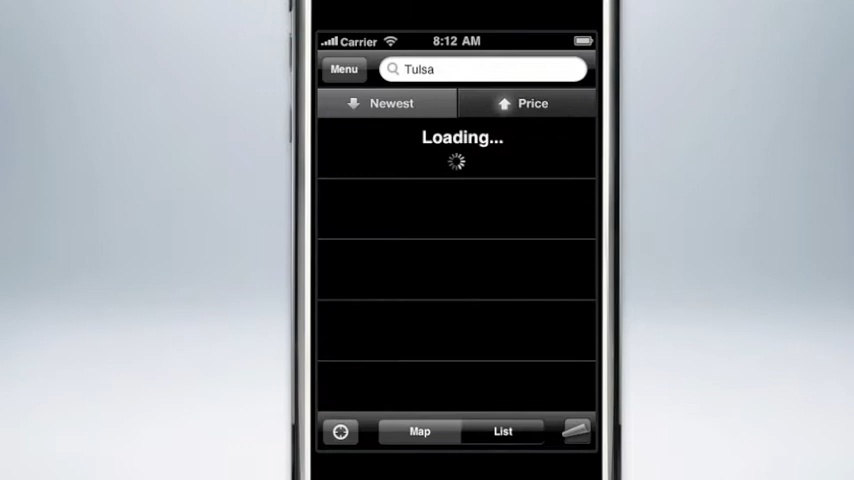 Carrier 8:12 AM
Menu Tulsa
Newest Price
Loading...
Map List